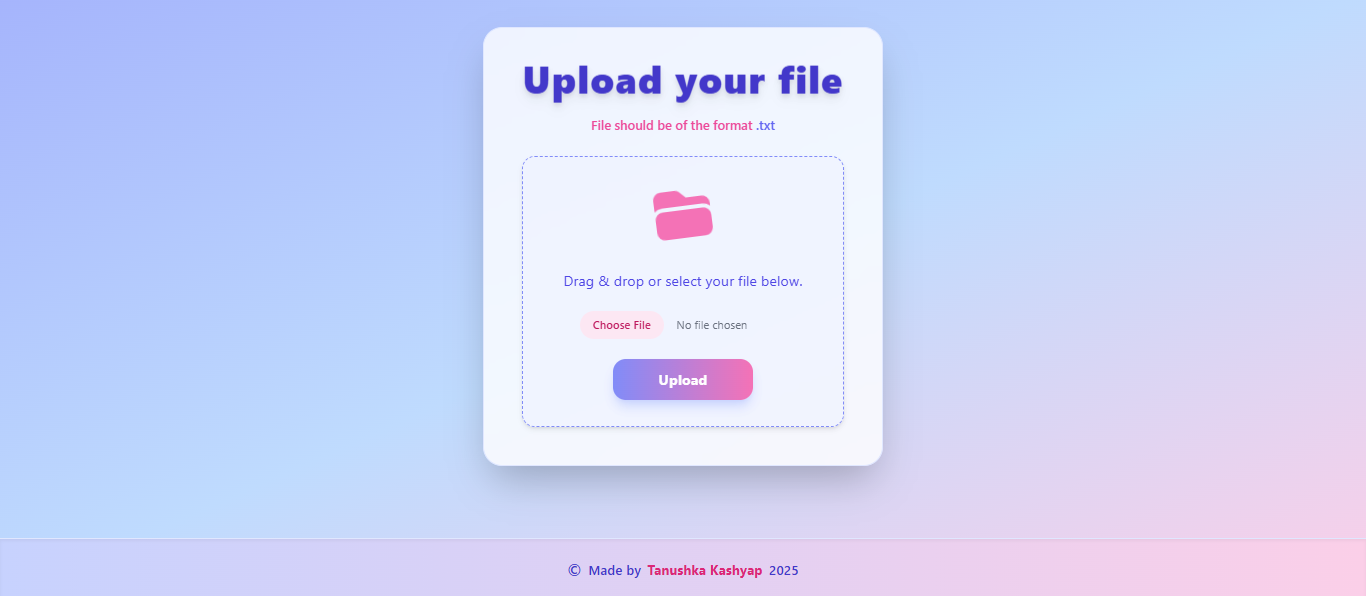 Upload your file
File should be of the format .txt
Drag & drop or select your file below.
Choose File No file chosen
Upload
© Made by Tanushka Kashyap 2025